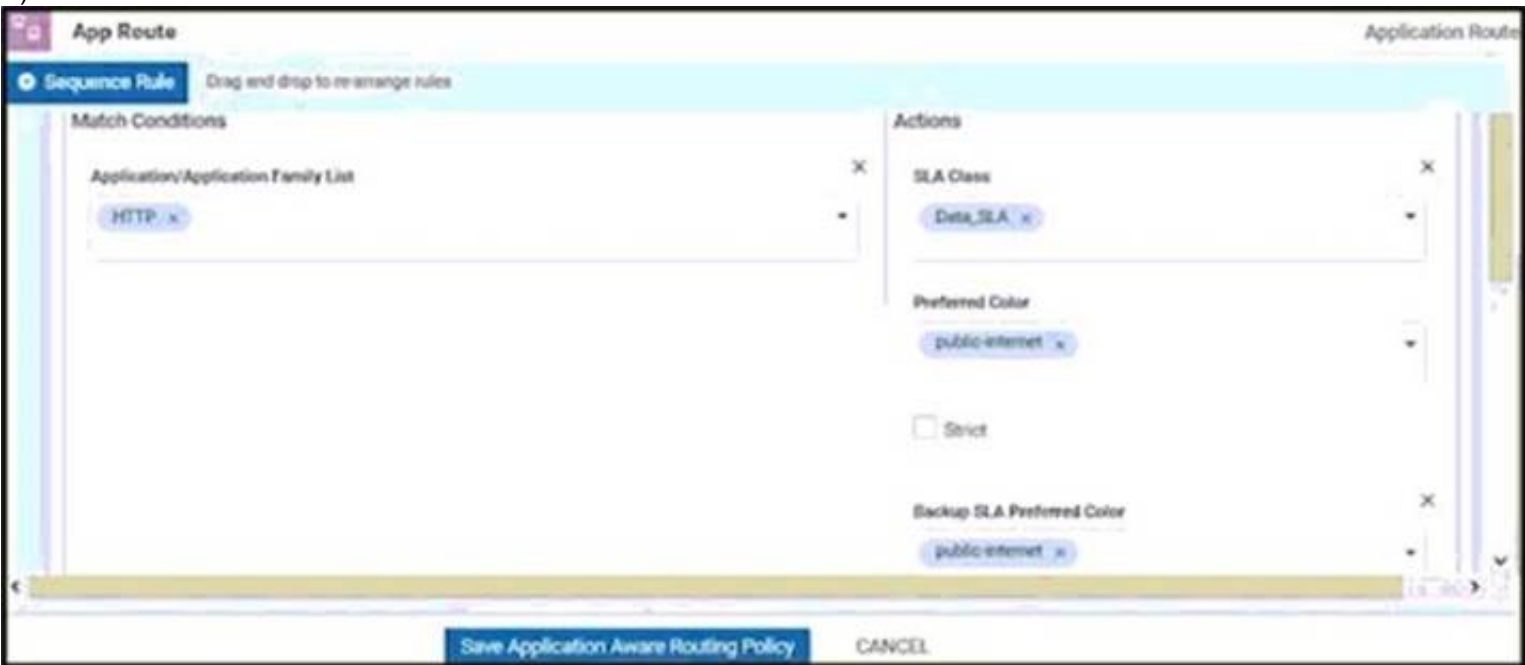 App Route
Application Route
Sequence Rule
Drag and drop to re-arrange rules
Match Conditions
Actions
Application/Application Family List
SLA Class
HTTP ×
Data_SLA ×
Preferred Color
public-internet ×
Strict
Backup SLA Preferred Color
public-internet ×
Save Application Aware Routing Policy
CANCEL